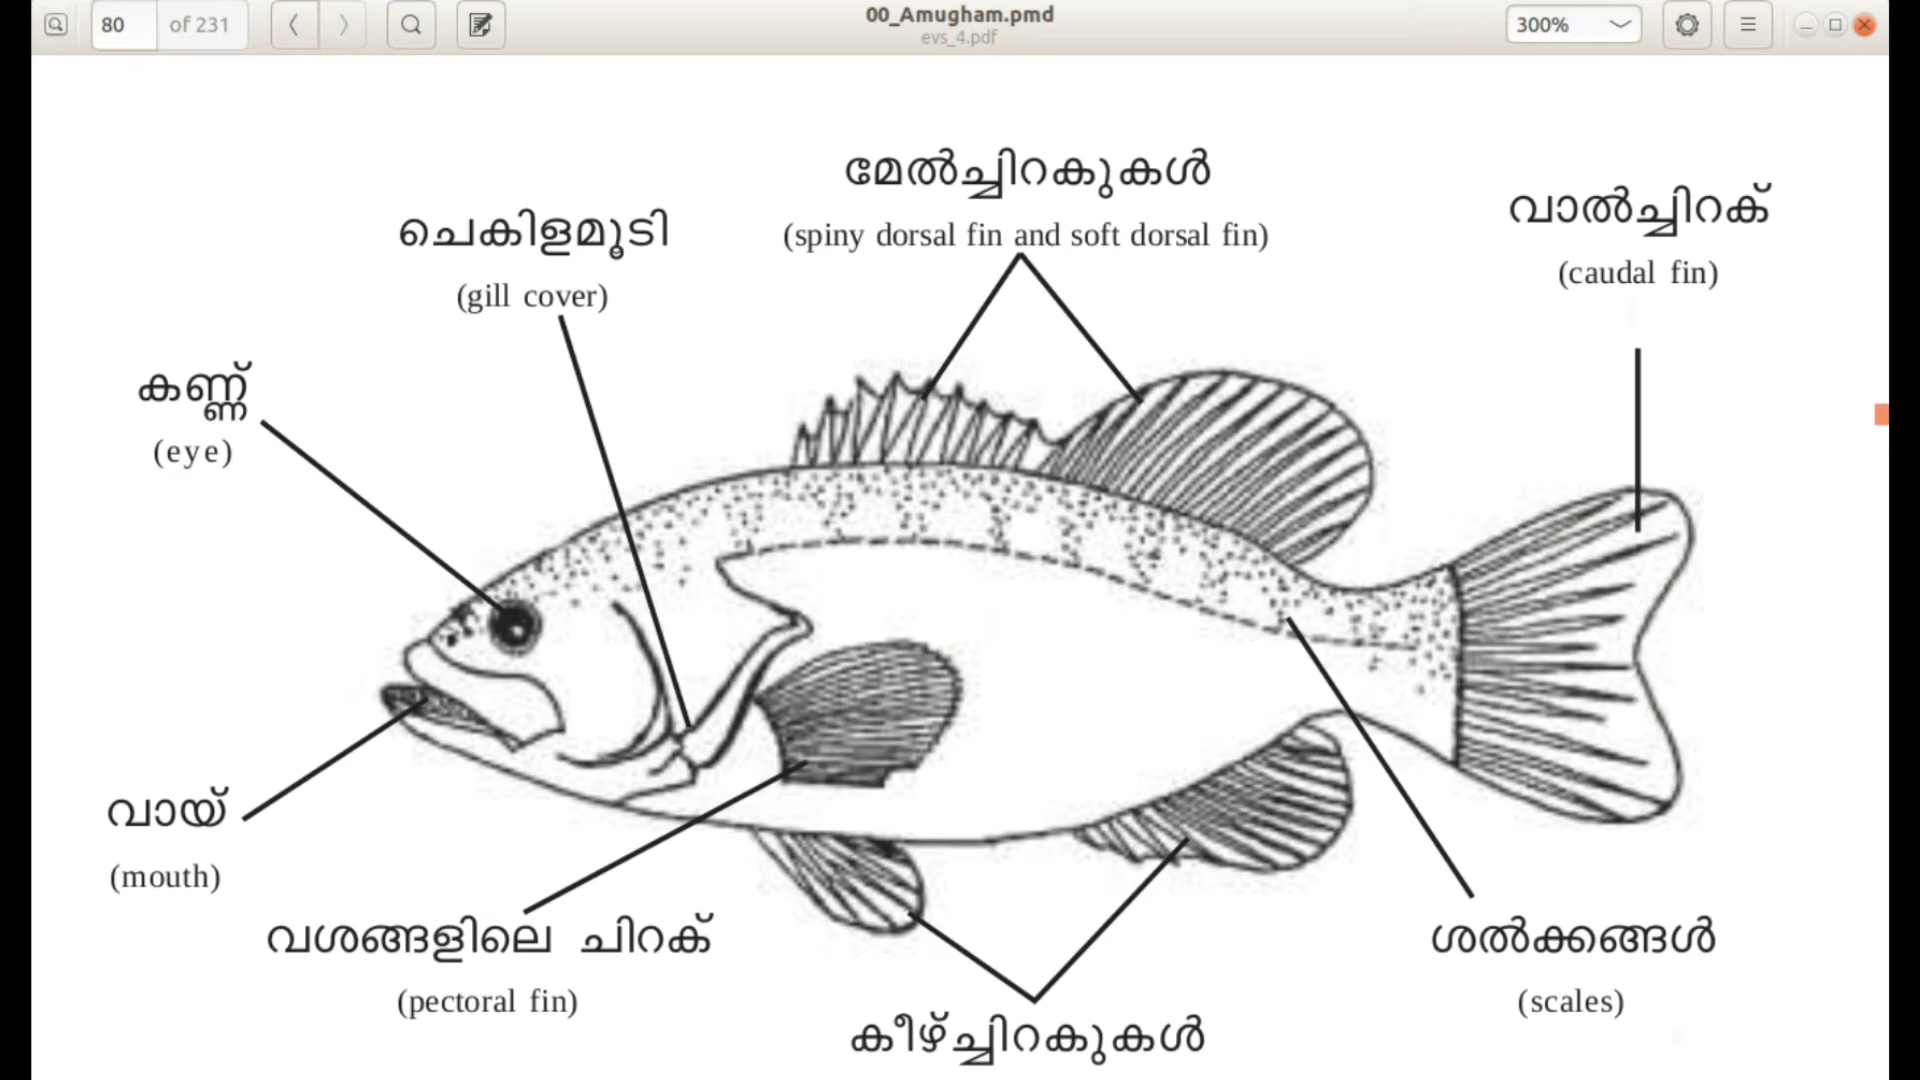 80 of 231
00_Amugham.pmd
evs_4.pdf
300%
മേൽച്ചിറകുകൾ
(spiny dorsal fin and soft dorsal fin)
വാൽച്ചിറക്
(caudal fin)
ചെകിളമൂടി
(gill cover)
കണ്ണ്
(eye)
വായ്
(mouth)
വശങ്ങളിലെ ചിറക്
(pectoral fin)
ശൽക്കങ്ങൾ
(scales)
കീഴ്ച്ചിറകുകൾ